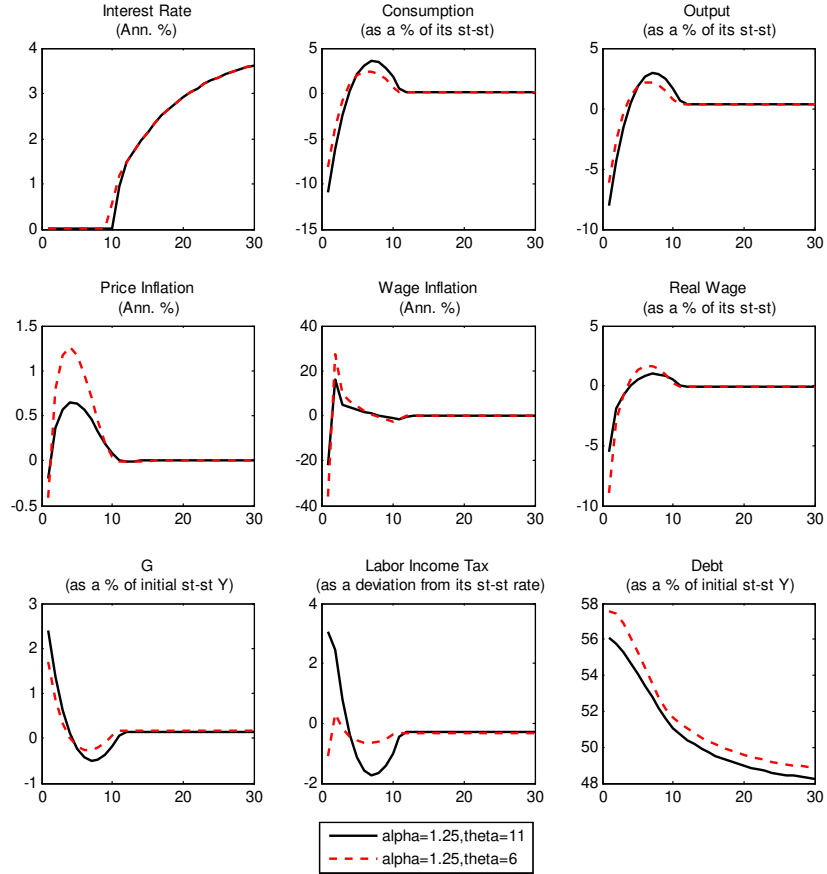 Interest Rate
(Ann. %)
4
3
2
1
0
0 10 20 30
Consumption
(as a % of its st-st)
5
0
-5
-10
-15
0 10 20 30
Output
(as a % of its st-st)
5
0
-5
-10
0 10 20 30
Price Inflation
(Ann. %)
1.5
1
0.5
0
-0.5
0 10 20 30
Wage Inflation
(Ann. %)
40
20
0
-20
-40
0 10 20 30
Real Wage
(as a % of its st-st)
5
0
-5
-10
0 10 20 30
G
(as a % of initial st-st Y)
3
2
1
0
-1
0 10 20 30
Labor Income Tax
(as a deviation from its st-st rate)
4
2
0
-2
0 10 20 30
Debt
(as a % of initial st-st Y)
58
56
54
52
50
48
0 10 20 30
alpha=1.25,theta=11
alpha=1.25,theta=6